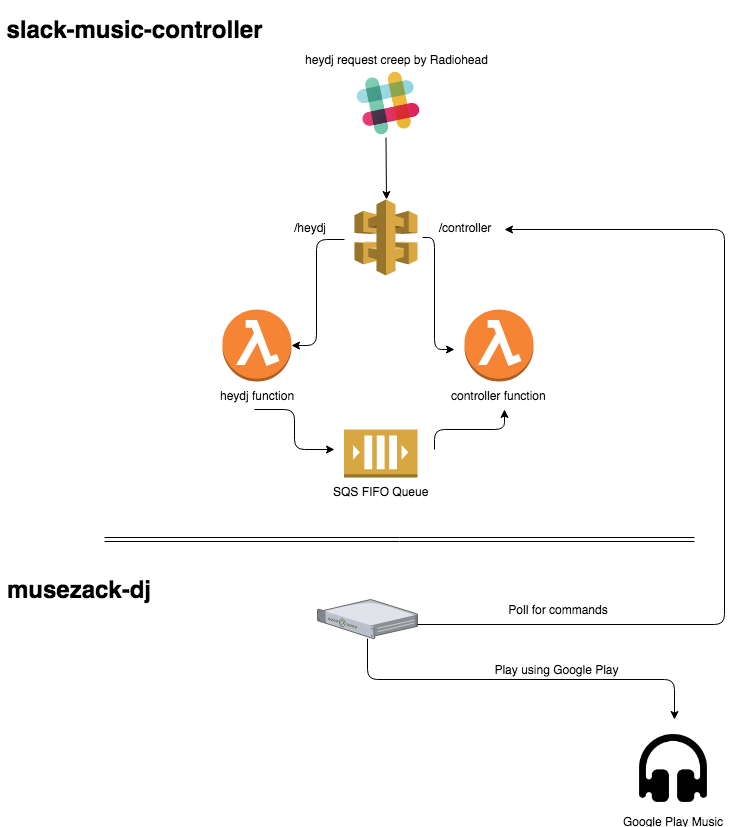 slack-music-controller
heydj request creep by Radiohead
/heydj
/controller
heydj function
controller function
SQS FIFO Queue
musezack-dj
Poll for commands
Play using Google Play
Google Play Music